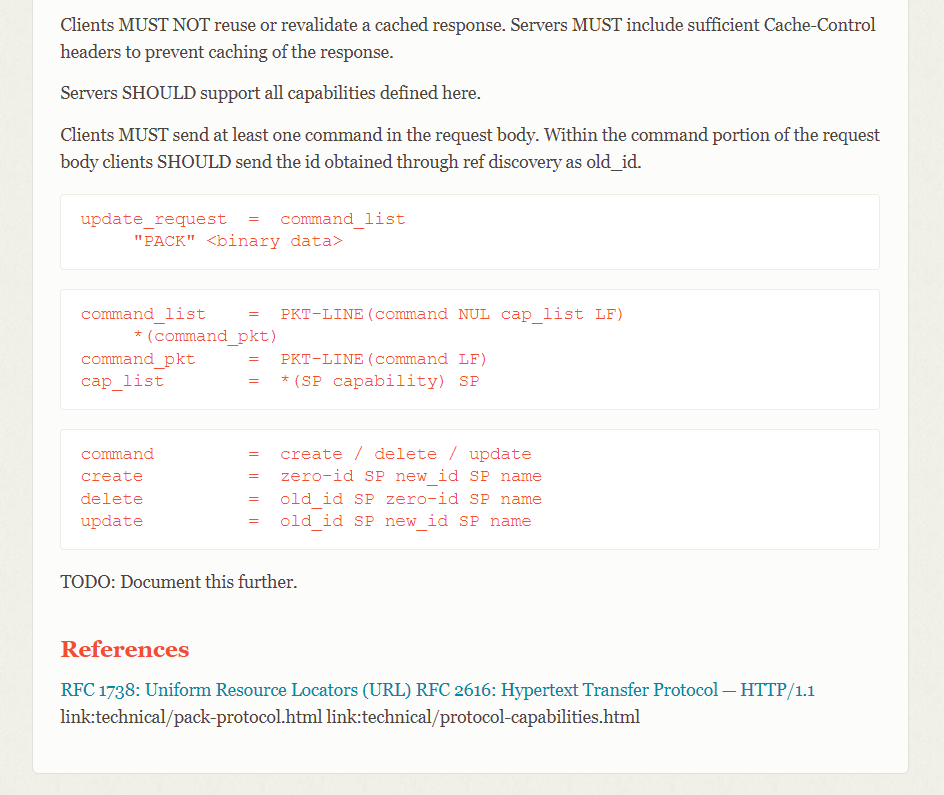 Clients MUST NOT reuse or revalidate a cached response. Servers MUST include sufficient Cache-Control
headers to prevent caching of the response.
Servers SHOULD support all capabilities defined here.
Clients MUST send at least one command in the request body. Within the command portion of the request
body clients SHOULD send the id obtained through ref discovery as old_id.
update_request  =  command_list
     "PACK" <binary data>
command_list    =  PKT-LINE(command NUL cap_list LF)
     *(command_pkt)
command_pkt     =  PKT-LINE(command LF)
cap_list        =  *(SP capability) SP
command         =  create / delete / update
create          =  zero-id SP new_id SP name
delete          =  old_id SP zero-id SP name
update          =  old_id SP new_id SP name
TODO: Document this further.
References
RFC 1738: Uniform Resource Locators (URL) RFC 2616: Hypertext Transfer Protocol — HTTP/1.1
link:technical/pack-protocol.html link:technical/protocol-capabilities.html